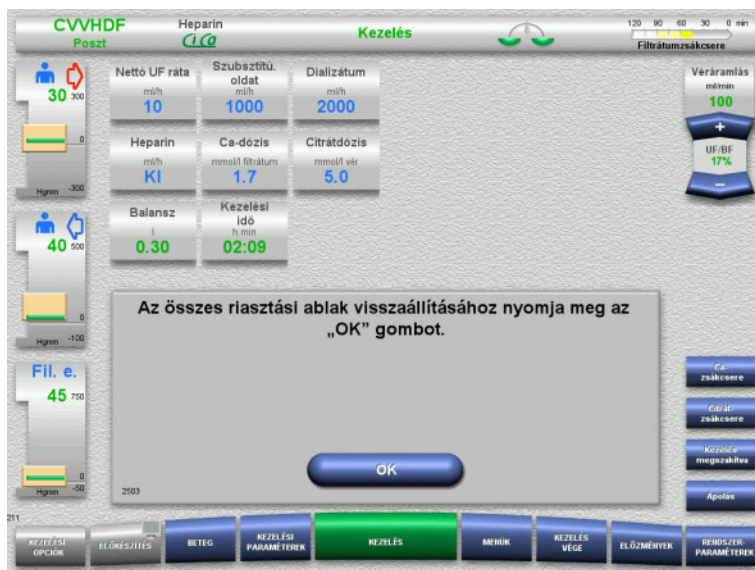 CVVHDF
Poszt
Heparin
Ci Ca
Kezelés
120 90 60 30 0 min
Filtrátumzsákcsere
30 300
0
Hgmm -300
40 500
0
Hgmm -100
Fil. e.
45 750
0
Hgmm -50
Nettó UF ráta
ml/h
10
Szubsztitú.
oldat
ml/h
1000
Dializátum
ml/h
2000
Heparin
ml/h
KI
Ca-dózis
mmol/l filtrátum
1.7
Citrátdózis
mmol/l vér
5.0
Balansz
l
0.30
Kezelési
idő
h:min
02:09
Véráramlás
ml/min
100
+
UF/BF
17%
−
Az összes riasztási ablak visszaállításához nyomja meg az
„OK” gombot.
OK
2503
Ca-
zsákcsere
Citrát-
zsákcsere
Kezelés
megszakítva
Ápolás
211
KEZELÉSI
OPCIÓK
ELŐKÉSZÍTÉS
BETEG
KEZELÉSI
PARAMÉTEREK
KEZELÉS
MENÜK
KEZELÉS
VÉGE
ELŐZMÉNYEK
RENDSZER-
PARAMÉTEREK